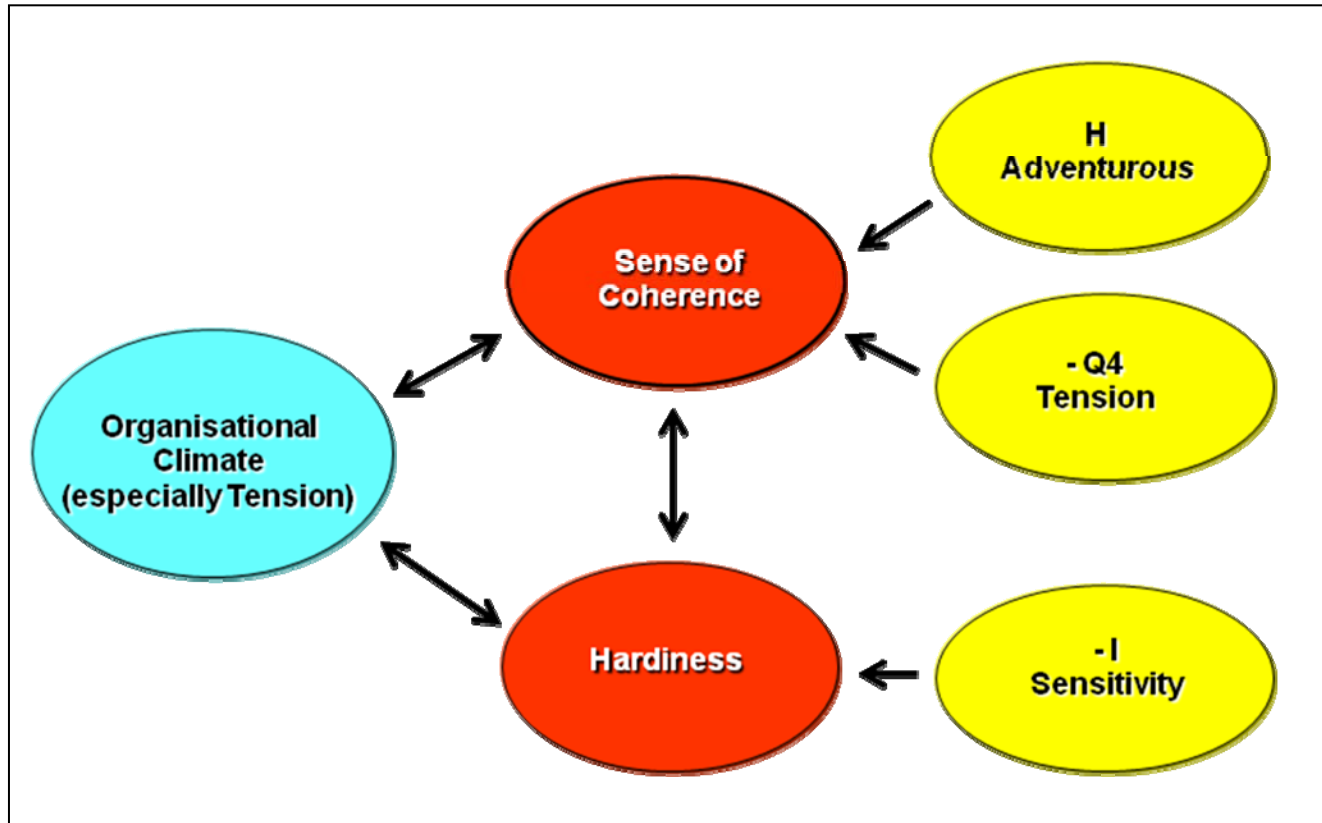 H
Adventurous
Sense of
Coherence
- Q4
Tension
Organisational
Climate
(especially Tension)
Hardiness
- I
Sensitivity